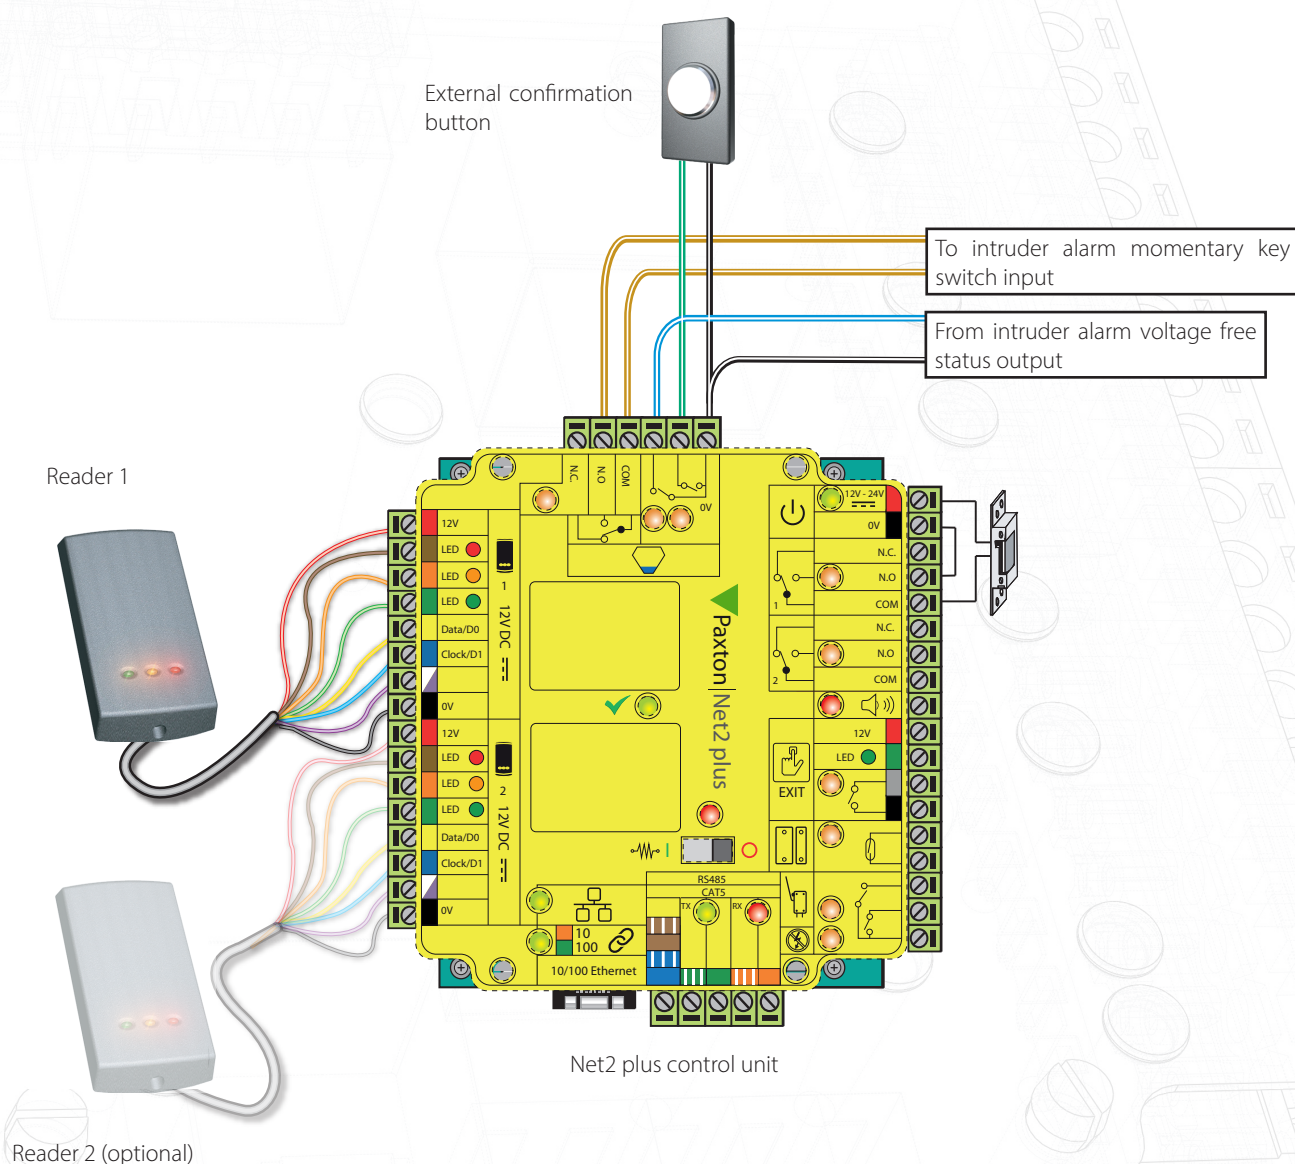 External confirmation
button
To intruder alarm momentary key
switch input
From intruder alarm voltage free
status output
Reader 1
N.C.
N.O
COM
0V
12V
LED
LED
LED
Data/D0
Clock/D1
0V
1
12V DC
12V
LED
LED
LED
Data/D0
Clock/D1
0V
2
12V DC
Paxton
Net2 plus
12V - 24V
0V
N.C.
N.O
COM
1
N.C.
N.O
COM
2
12V
LED
EXIT
RS485
CAT5
TX
RX
10
100
10/100 Ethernet
Net2 plus control unit
Reader 2 (optional)